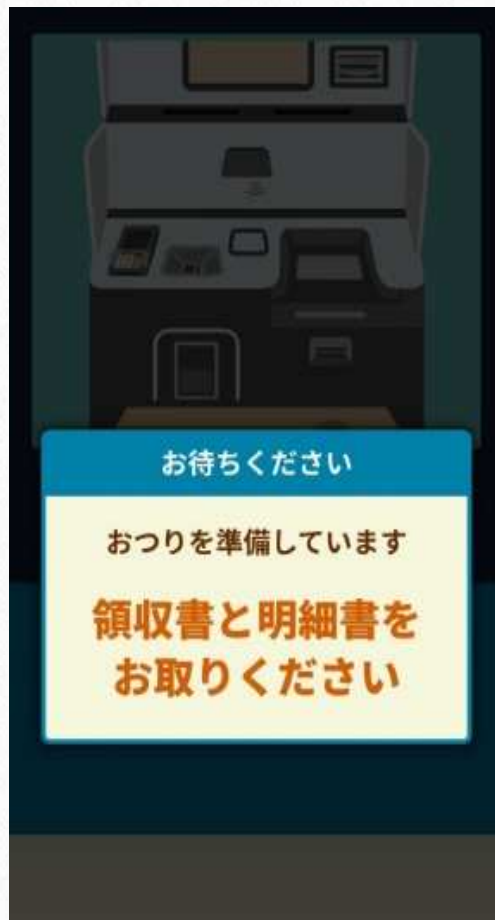 お待ちください
おつりを準備しています
領収書と明細書を
お取りください